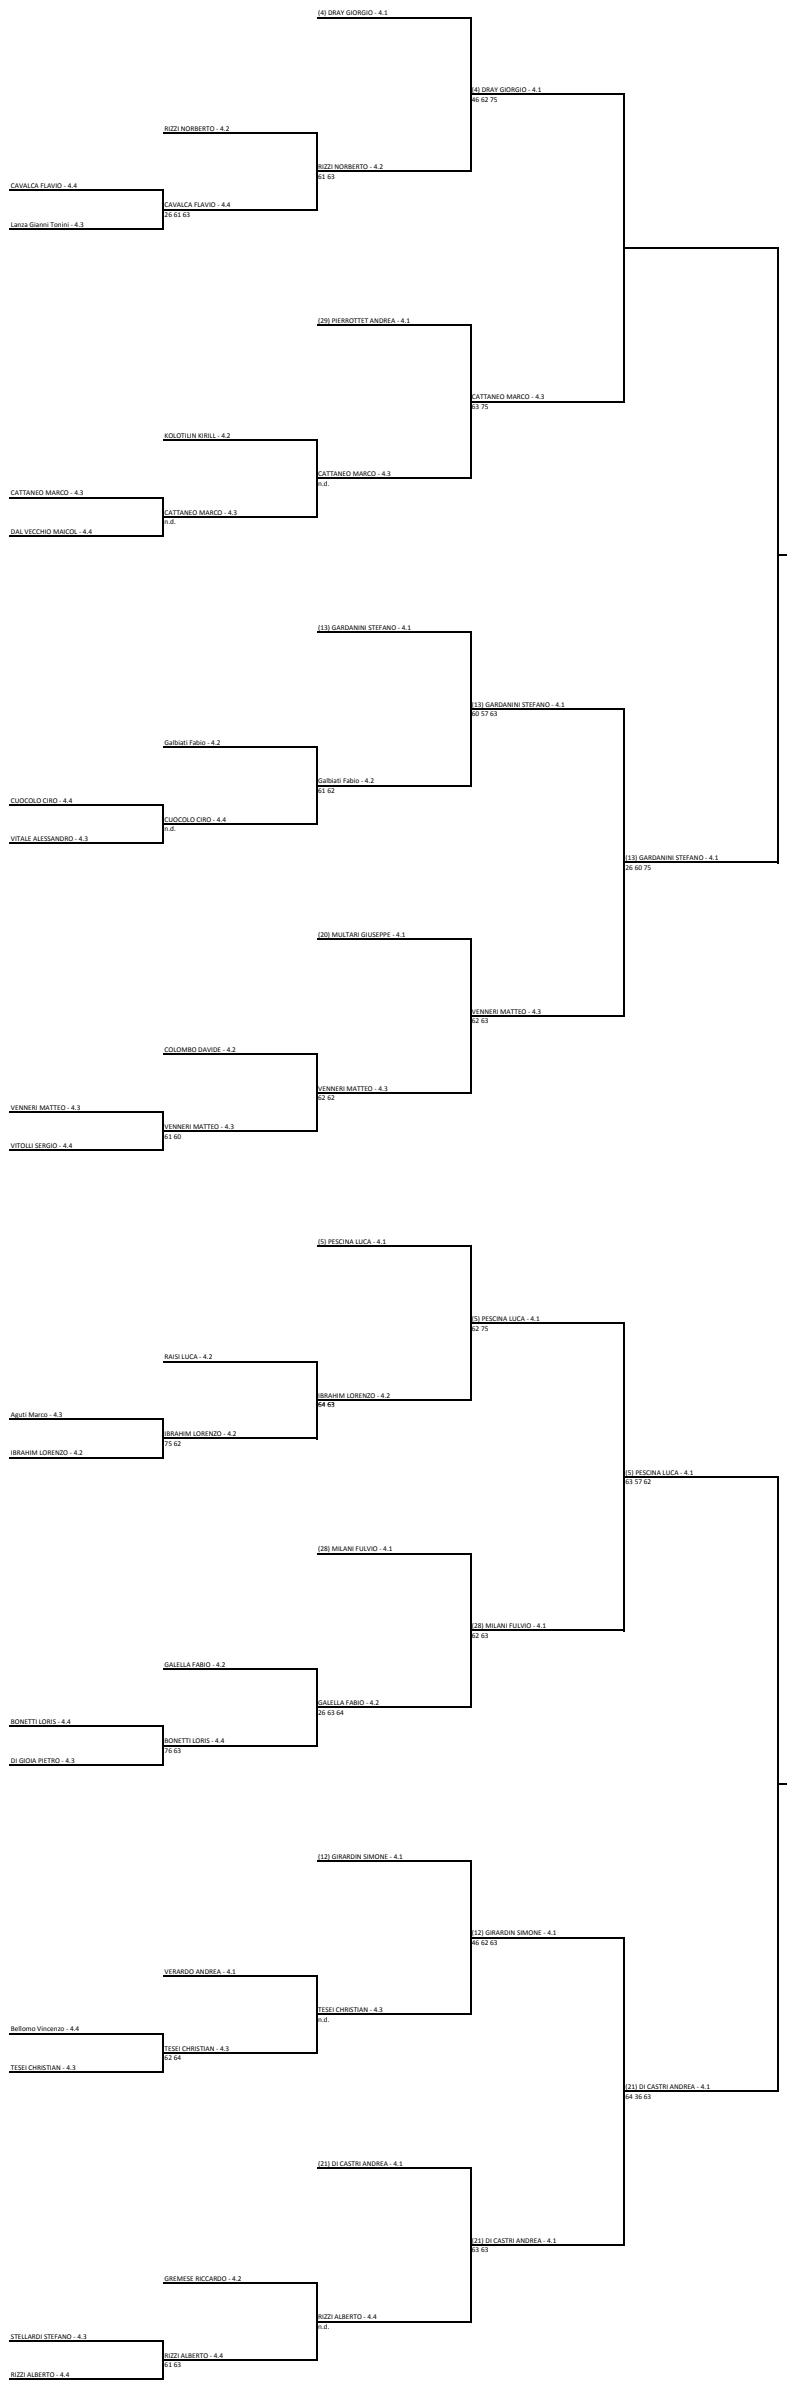 (4) DRAY GIORGIO - 4.1
(4) DRAY GIORGIO - 4.1
46 62 75
RIZZI NORBERTO - 4.2
RIZZI NORBERTO - 4.2
61 63
CAVALCA FLAVIO - 4.4
CAVALCA FLAVIO - 4.4
26 61 63
Lanza Gianni Tonini - 4.3
(29) PIERROTTET ANDREA - 4.1
CATTANEO MARCO - 4.3
63 75
KOLOTILIN KIRILL - 4.2
CATTANEO MARCO - 4.3
n.d.
CATTANEO MARCO - 4.3
CATTANEO MARCO - 4.3
n.d.
DAL VECCHIO MAICOL - 4.4
(13) GARDANINI STEFANO - 4.1
(13) GARDANINI STEFANO - 4.1
60 57 63
Galbiati Fabio - 4.2
Galbiati Fabio - 4.2
61 62
CUOCOLO CIRO - 4.4
CUOCOLO CIRO - 4.4
n.d.
VITALE ALESSANDRO - 4.3
(13) GARDANINI STEFANO - 4.1
26 60 75
(20) MULTARI GIUSEPPE - 4.1
VENNERI MATTEO - 4.3
62 63
COLOMBO DAVIDE - 4.2
VENNERI MATTEO - 4.3
62 62
VENNERI MATTEO - 4.3
VENNERI MATTEO - 4.3
61 60
VITOLLI SERGIO - 4.4
(5) PESCINA LUCA - 4.1
(5) PESCINA LUCA - 4.1
62 75
RAISI LUCA - 4.2
IBRAHIM LORENZO - 4.2
64 63
Aguti Marco - 4.3
IBRAHIM LORENZO - 4.2
75 62
IBRAHIM LORENZO - 4.2
(5) PESCINA LUCA - 4.1
63 57 62
(28) MILANI FULVIO - 4.1
(28) MILANI FULVIO - 4.1
62 63
GALELLA FABIO - 4.2
GALELLA FABIO - 4.2
26 63 64
BONETTI LORIS - 4.4
BONETTI LORIS - 4.4
76 63
DI GIOIA PIETRO - 4.3
(12) GIRARDIN SIMONE - 4.1
(12) GIRARDIN SIMONE - 4.1
46 62 63
VERARDO ANDREA - 4.1
TESEI CHRISTIAN - 4.3
n.d.
Bellomo Vincenzo - 4.4
TESEI CHRISTIAN - 4.3
62 64
TESEI CHRISTIAN - 4.3
(21) DI CASTRI ANDREA - 4.1
64 36 63
(21) DI CASTRI ANDREA - 4.1
(21) DI CASTRI ANDREA - 4.1
63 63
GREMESE RICCARDO - 4.2
RIZZI ALBERTO - 4.4
n.d.
STELLARDI STEFANO - 4.3
RIZZI ALBERTO - 4.4
61 63
RIZZI ALBERTO - 4.4